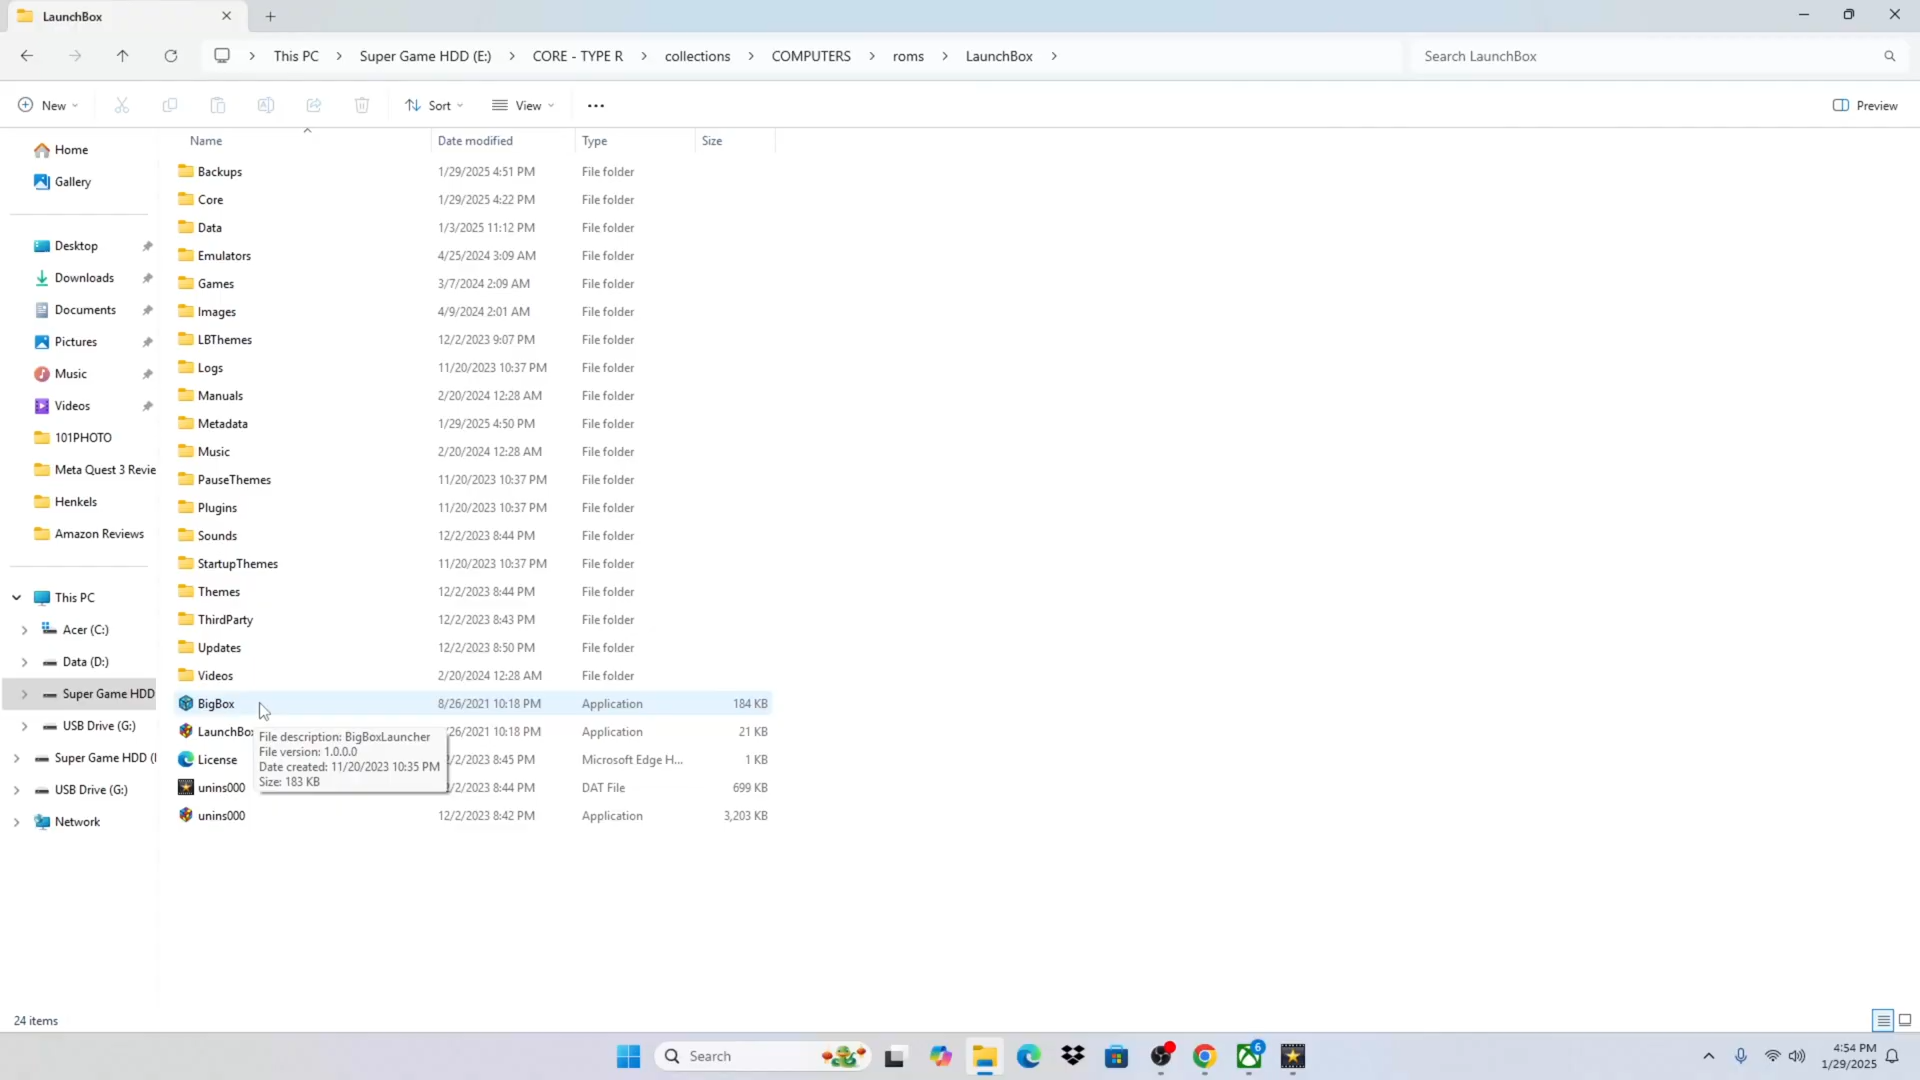 LaunchBox
This PC
Super Game HDD (E:)
CORE - TYPE R
collections
COMPUTERS
roms
LaunchBox
Search LaunchBox
New
Sort
View
Preview
Name
Date modified
Type
Size
Home
Gallery
Desktop
Downloads
Documents
Pictures
Music
Videos
101PHOTO
Meta Quest 3 Revie
Henkels
Amazon Reviews
This PC
Acer (C:)
Data (D:)
Super Game HDD
USB Drive (G:)
Super Game HDD (
USB Drive (G:)
Network
Backups 1/29/2025 4:51 PM File folder
Core 1/29/2025 4:22 PM File folder
Data 1/3/2025 11:12 PM File folder
Emulators 4/25/2024 3:09 AM File folder
Games 3/7/2024 2:09 AM File folder
Images 4/9/2024 2:01 AM File folder
LBThemes 12/2/2023 9:07 PM File folder
Logs 11/20/2023 10:37 PM File folder
Manuals 2/20/2024 12:28 AM File folder
Metadata 1/29/2025 4:50 PM File folder
Music 2/20/2024 12:28 AM File folder
PauseThemes 11/20/2023 10:37 PM File folder
Plugins 11/20/2023 10:37 PM File folder
Sounds 12/2/2023 8:44 PM File folder
StartupThemes 11/20/2023 10:37 PM File folder
Themes 12/2/2023 8:44 PM File folder
ThirdParty 12/2/2023 8:43 PM File folder
Updates 12/2/2023 8:50 PM File folder
Videos 2/20/2024 12:28 AM File folder
BigBox 8/26/2021 10:18 PM Application 184 KB
LaunchBox /26/2021 10:18 PM Application 21 KB
License /2/2023 8:45 PM Microsoft Edge H... 1 KB
unins000 /2/2023 8:44 PM DAT File 699 KB
unins000 12/2/2023 8:42 PM Application 3,203 KB
File description: BigBoxLauncher
File version: 1.0.0.0
Date created: 11/20/2023 10:35 PM
Size: 183 KB
24 items
Search
6
4:54 PM
1/29/2025